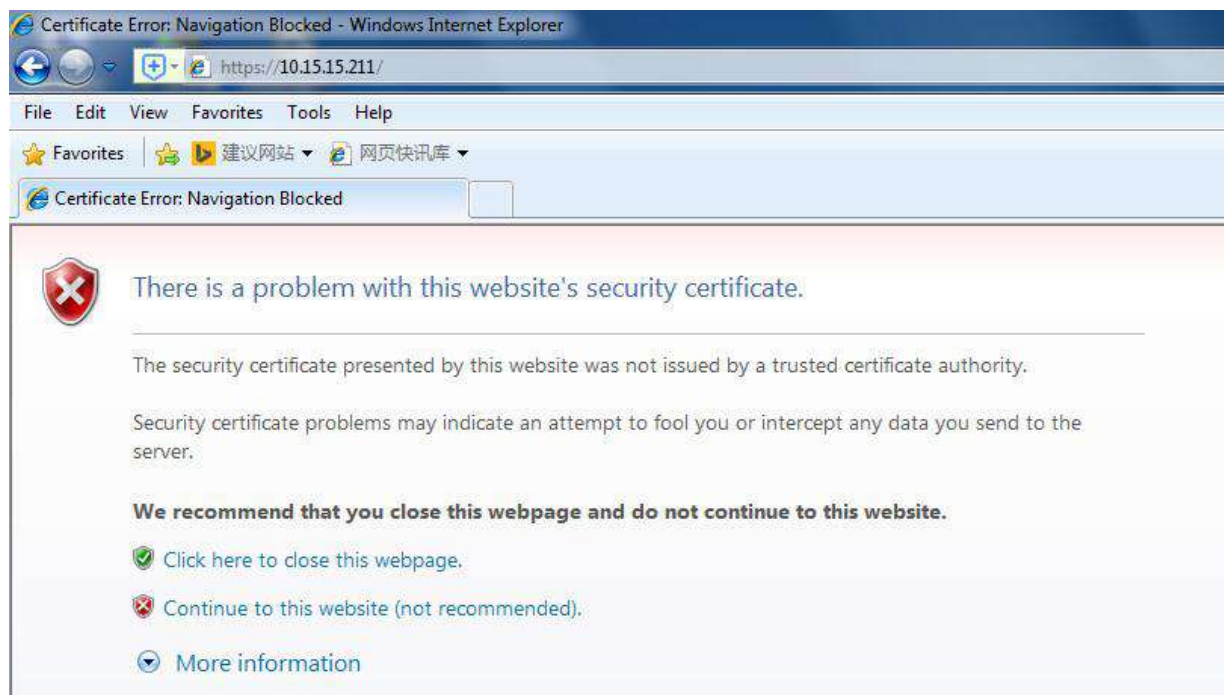 Certificate Error: Navigation Blocked - Windows Internet Explorer
https://10.15.15.211/
File Edit View Favorites Tools Help
Favorites 建议网站 网页快讯库
Certificate Error: Navigation Blocked
There is a problem with this website's security certificate.
The security certificate presented by this website was not issued by a trusted certificate authority.
Security certificate problems may indicate an attempt to fool you or intercept any data you send to the
server.
We recommend that you close this webpage and do not continue to this website.
Click here to close this webpage.
Continue to this website (not recommended).
More information